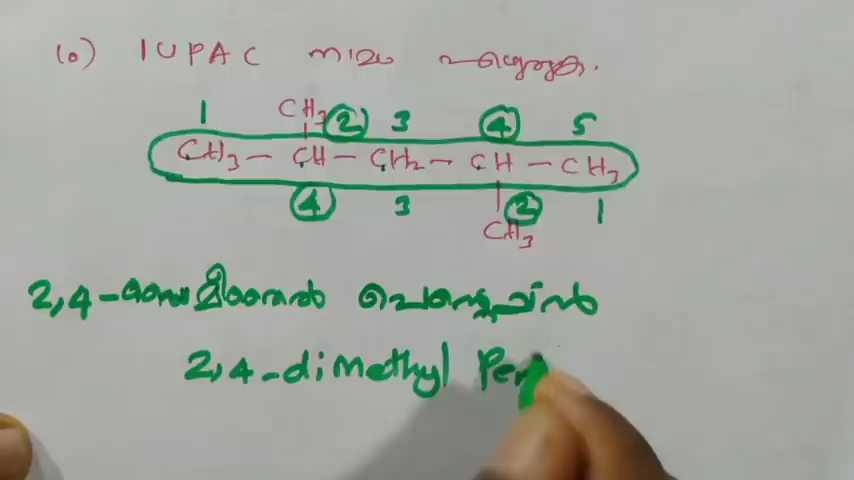 (o) IUPAC നാമം എഴുതുക.
1 CH₃ ② 3 ④ 5
CH₃ – CH – CH₂ – CH – CH₃
④ 3 ② 1
CH₃
2,4-ഡൈമീഥൈൽ പെന്റെയ്ൻ
2,4-dimethyl Pen